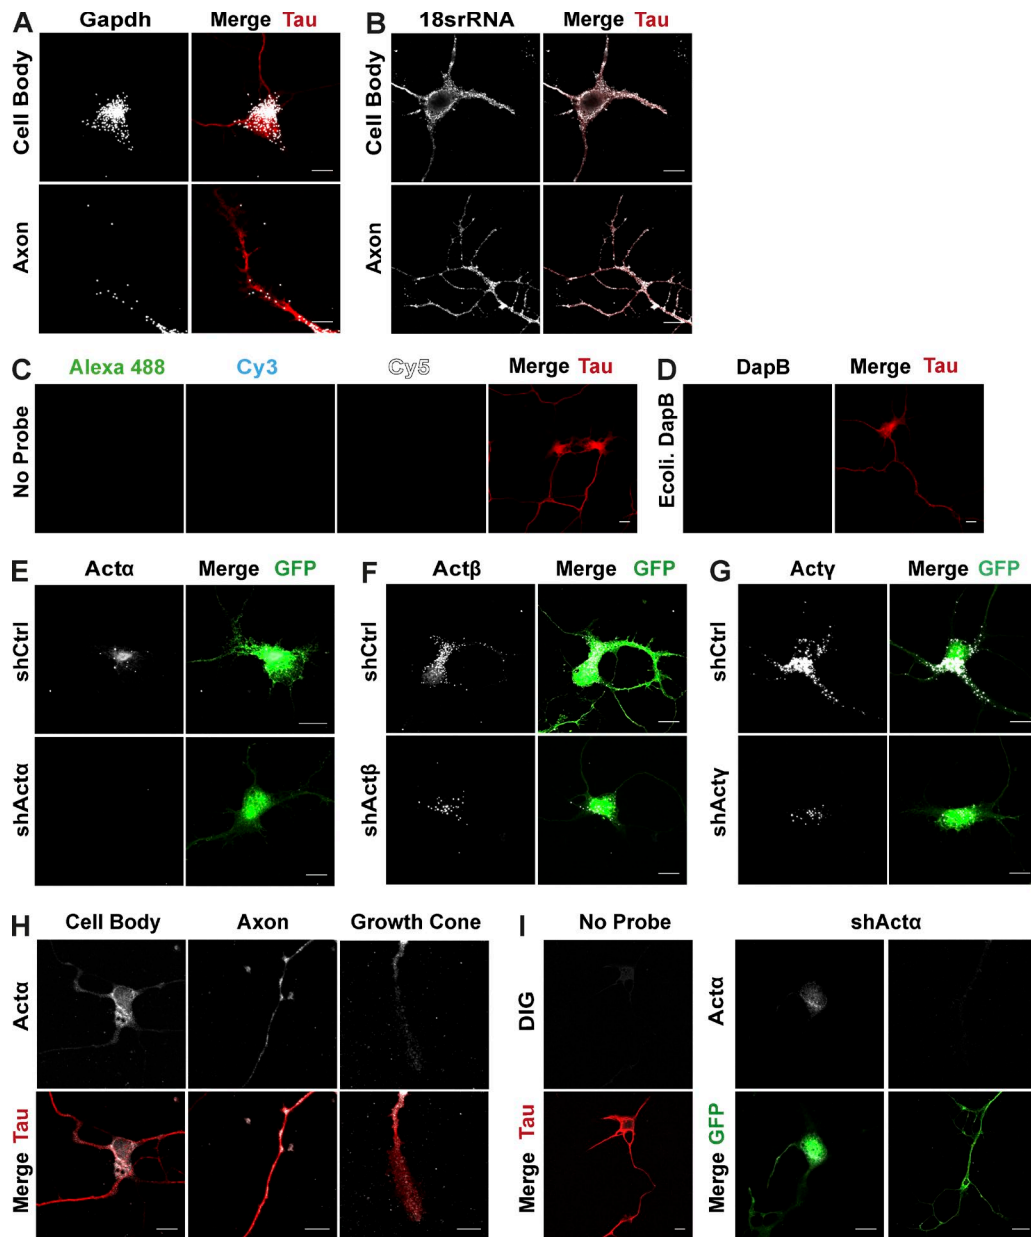 A
Gapdh
Merge Tau
Cell Body
Axon
B
18srRNA
Merge Tau
Cell Body
Axon
C
Alexa 488
Cy3
Cy5
Merge Tau
No Probe
D
DapB
Merge Tau
Ecoli. DapB
E
Actα
Merge GFP
shCtrl
shActα
F
Actβ
Merge GFP
shCtrl
shActβ
G
Actγ
Merge GFP
shCtrl
shActγ
H
Cell Body
Axon
Growth Cone
Actα
Merge Tau
I
No Probe
shActα
DIG
Merge Tau
Actα
Merge GFP